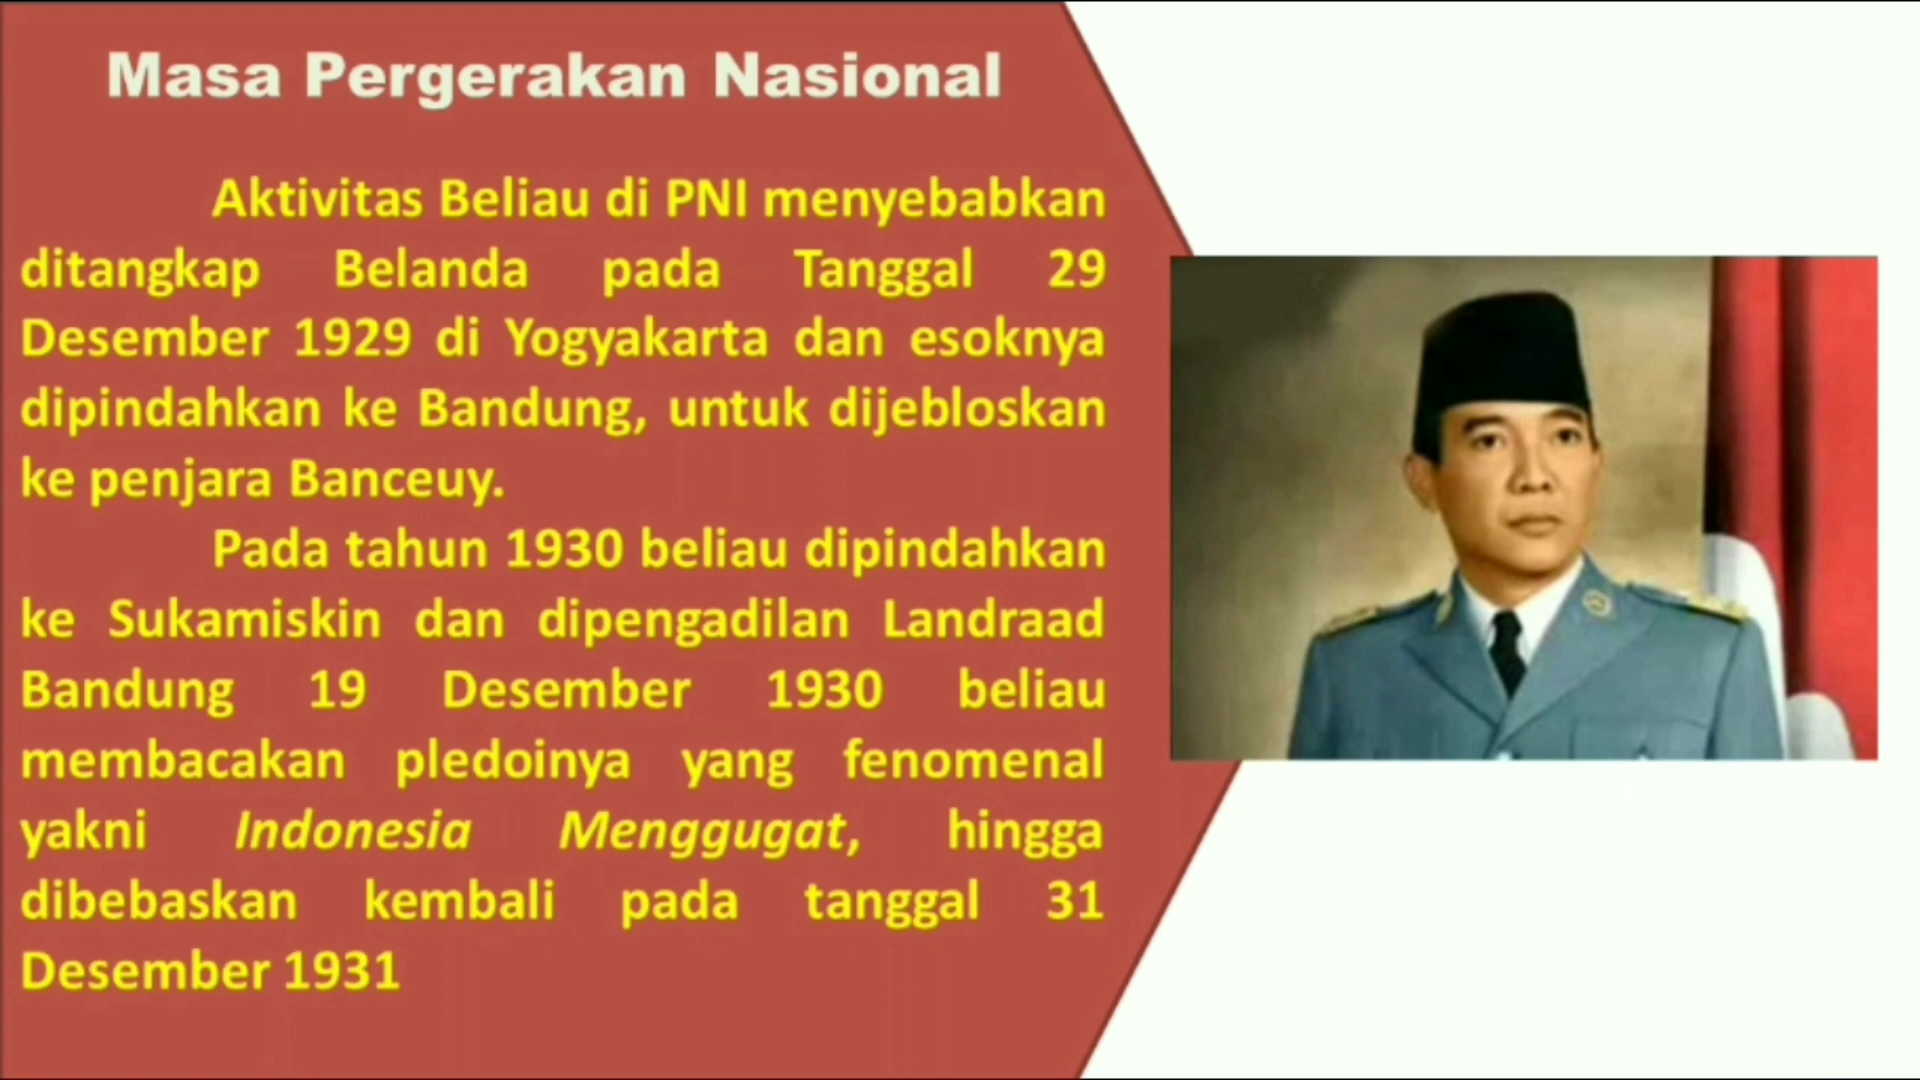 Masa Pergerakan Nasional
Aktivitas Beliau di PNI menyebabkan
ditangkap Belanda pada Tanggal 29
Desember 1929 di Yogyakarta dan esoknya
dipindahkan ke Bandung, untuk dijebloskan
ke penjara Banceuy.
Pada tahun 1930 beliau dipindahkan
ke Sukamiskin dan dipengadilan Landraad
Bandung 19 Desember 1930 beliau
membacakan pledoinya yang fenomenal
yakni Indonesia Menggugat, hingga
dibebaskan kembali pada tanggal 31
Desember 1931